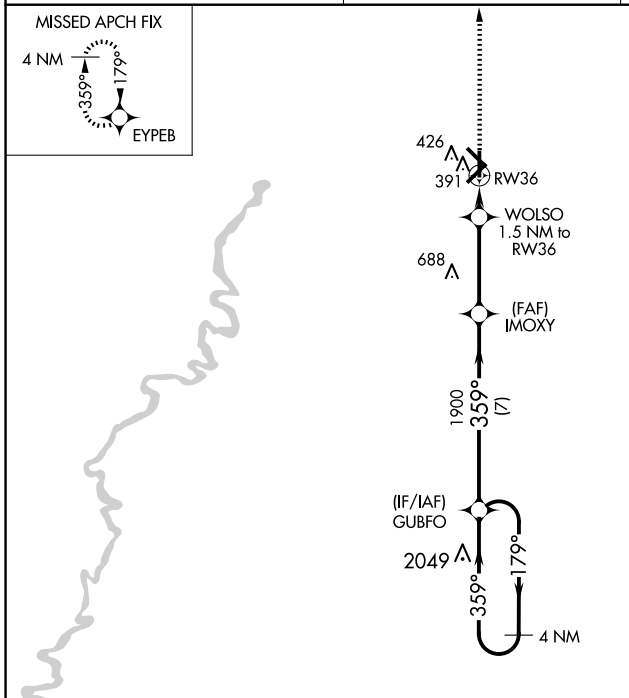 MISSED APCH FIX
4 NM
359°
179°
EYPEB
426
391
RW36
WOLSO
1.5 NM to
RW36
688
(FAF)
IMOXY
1900
359°
(7)
(IF/IAF)
GUBFO
2049
359°
179°
4 NM